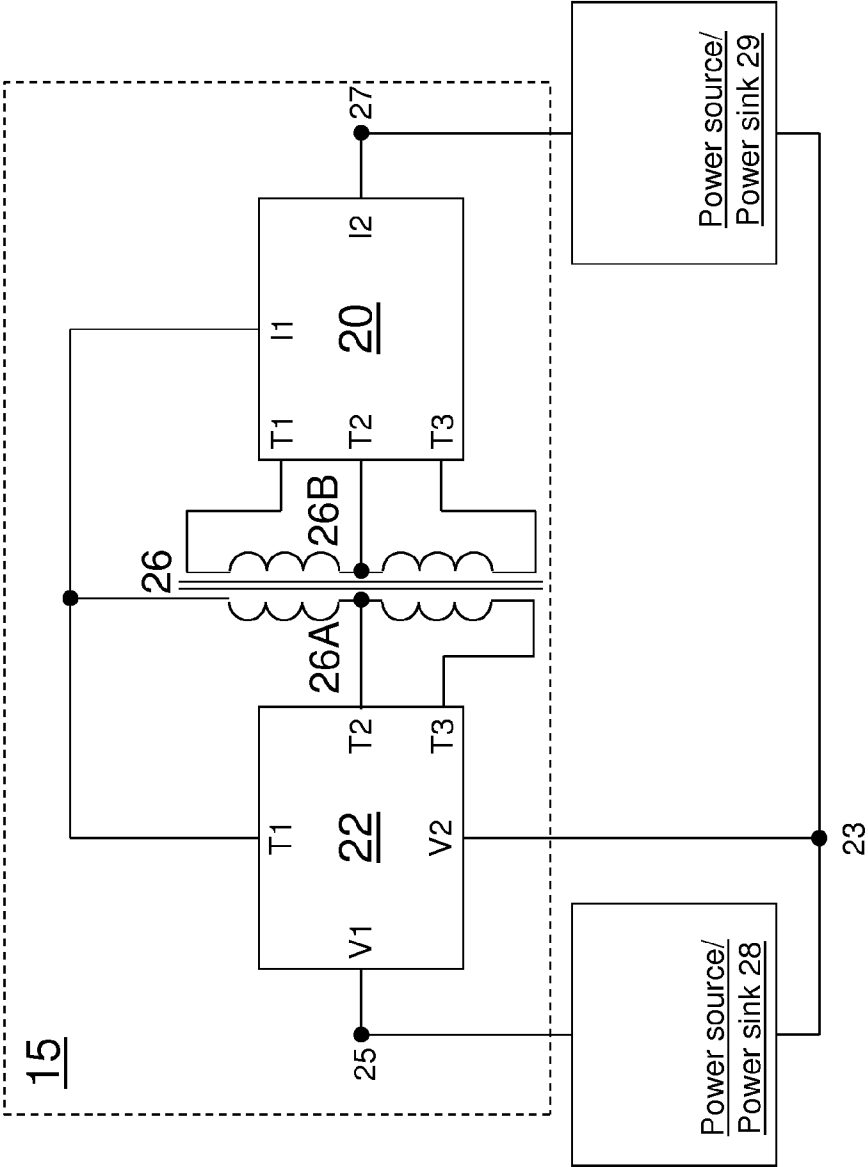 15
26
T1
I1
T1
25
V1
22
T2
26A
26B
T2
20
I2
27
V2
T3
T3
Power source/
Power sink 28
Power source/
Power sink 29
23